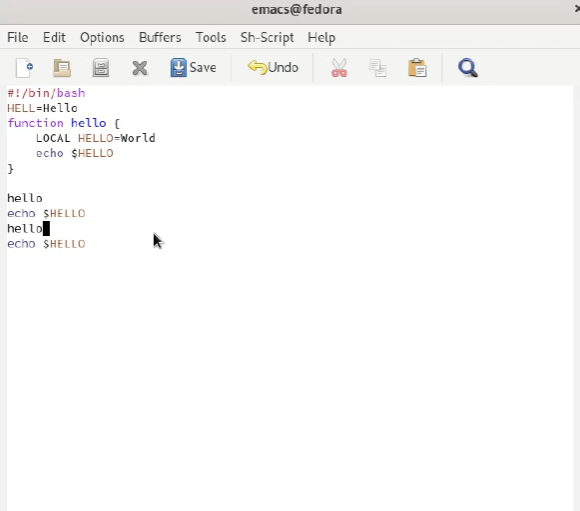 emacs@fedora
File Edit Options Buffers Tools Sh-Script Help
Save Undo
#!/bin/bash
HELL=Hello
function hello {
    LOCAL HELLO=World
    echo $HELLO
}
hello
echo $HELLO
hello
echo $HELLO